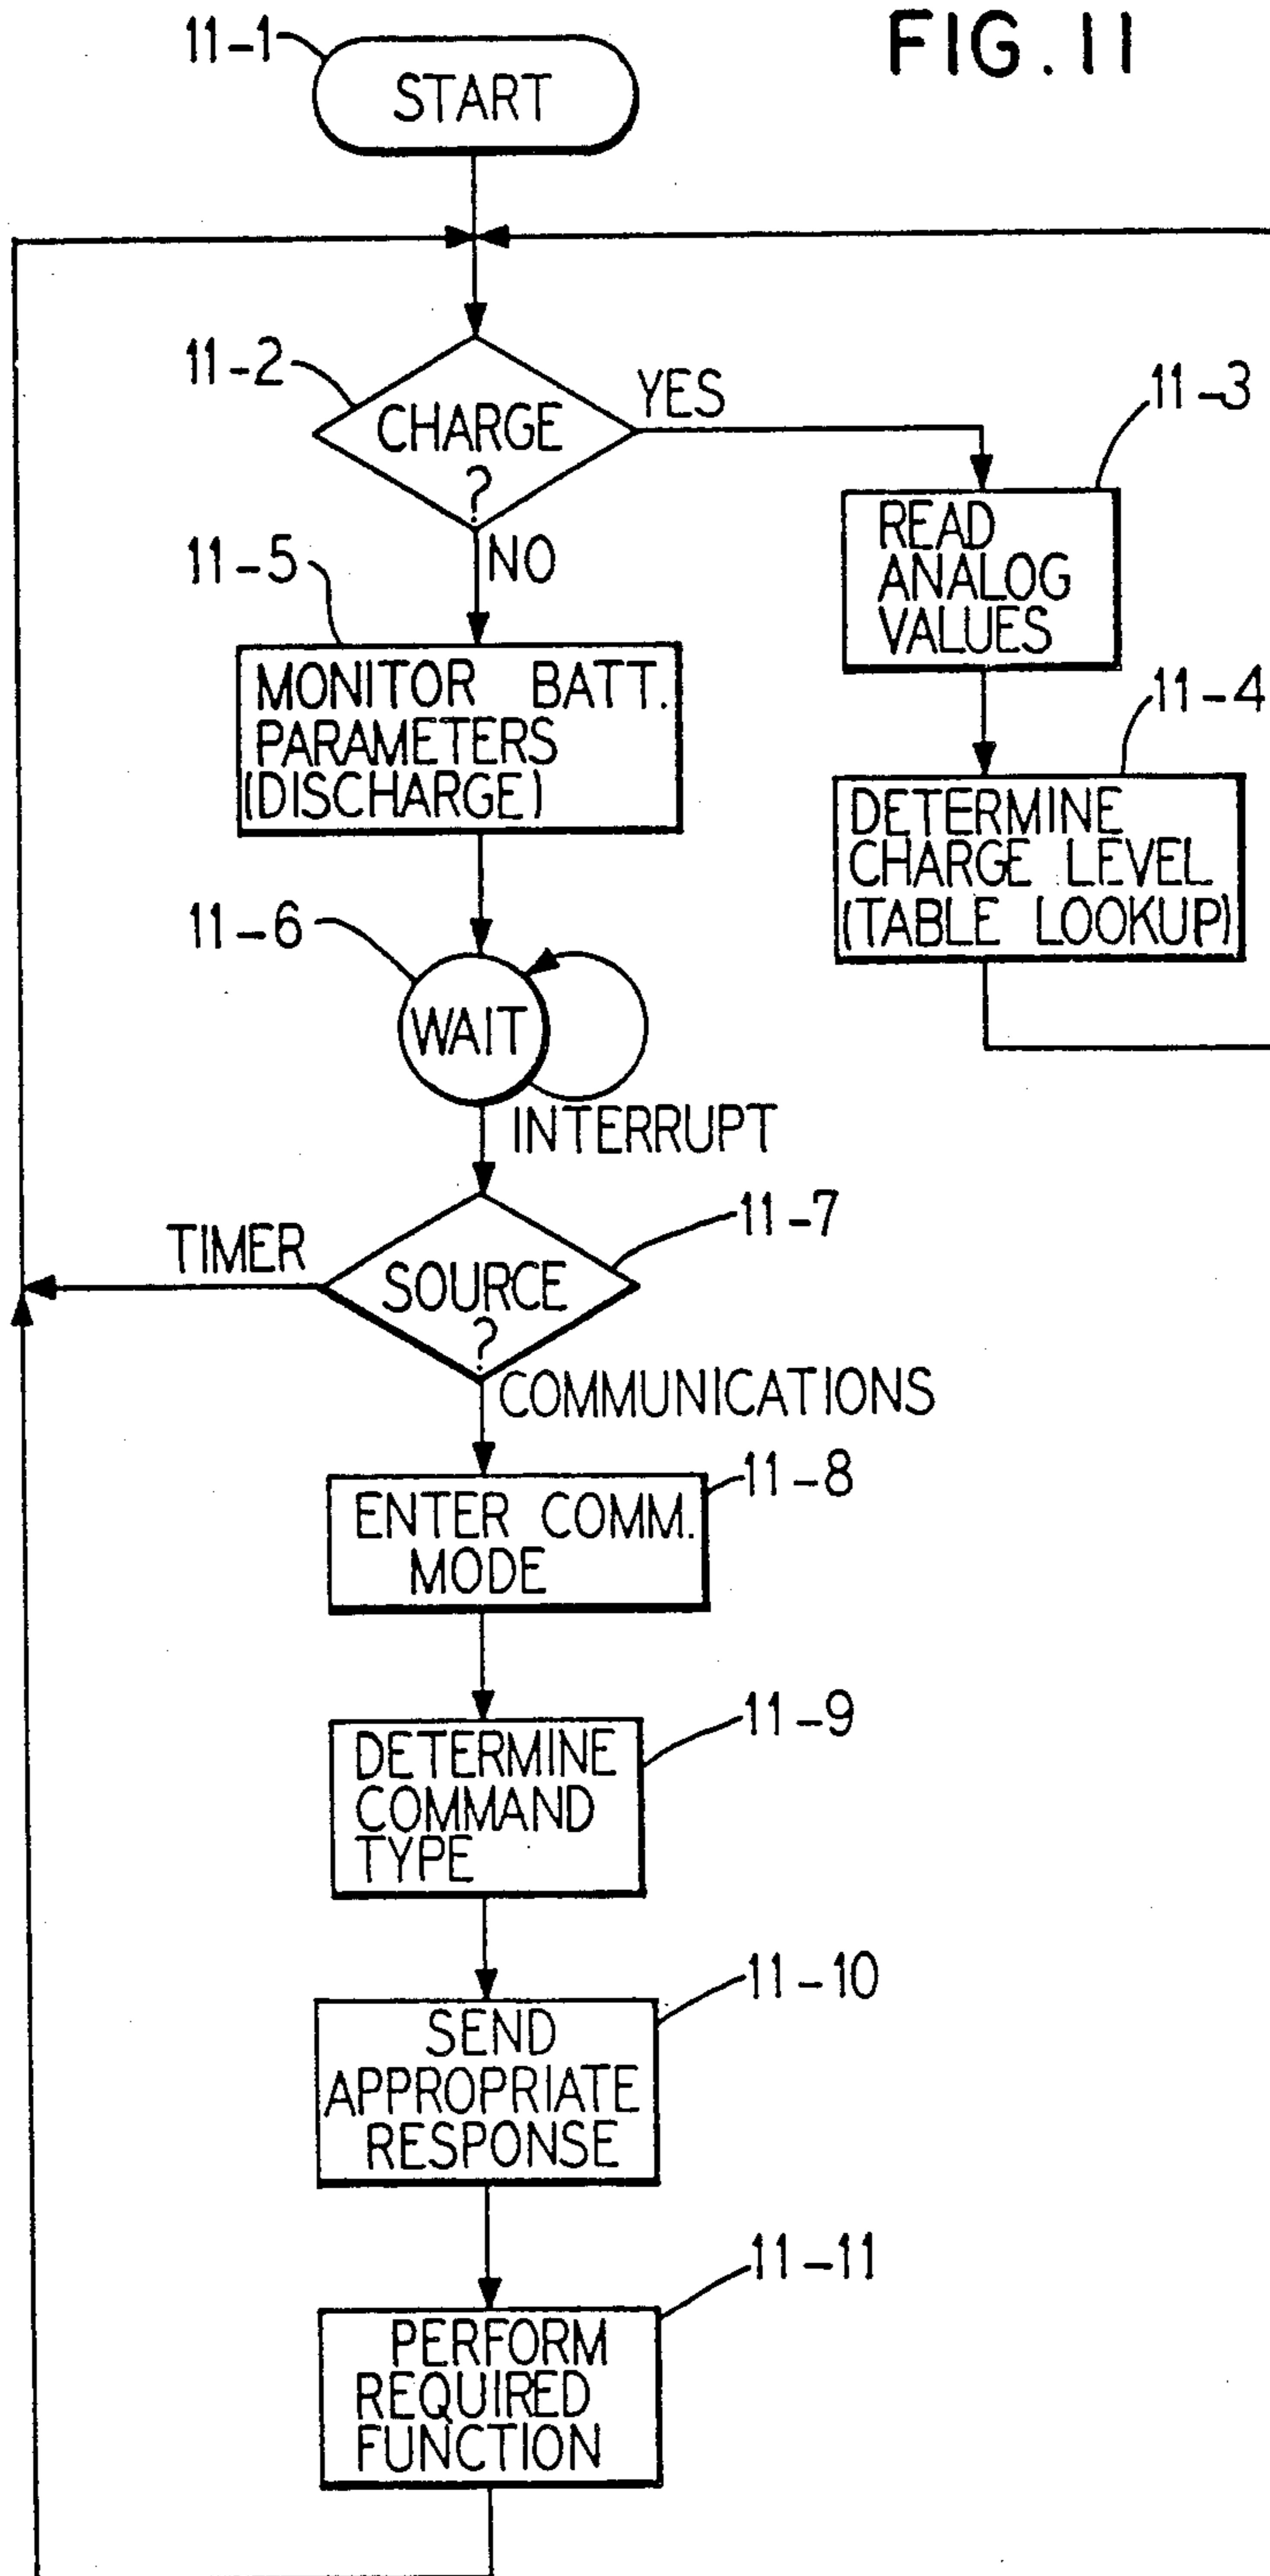 FIG. 11
11-1
START
11-2
CHARGE
?
YES
NO
11-3
READ
ANALOG
VALUES
11-4
DETERMINE
CHARGE LEVEL
(TABLE LOOKUP)
11-5
MONITOR BATT.
PARAMETERS
(DISCHARGE)
11-6
WAIT
INTERRUPT
11-7
SOURCE
?
TIMER
COMMUNICATIONS
11-8
ENTER COMM.
MODE
11-9
DETERMINE
COMMAND
TYPE
11-10
SEND
APPROPRIATE
RESPONSE
11-11
PERFORM
REQUIRED
FUNCTION